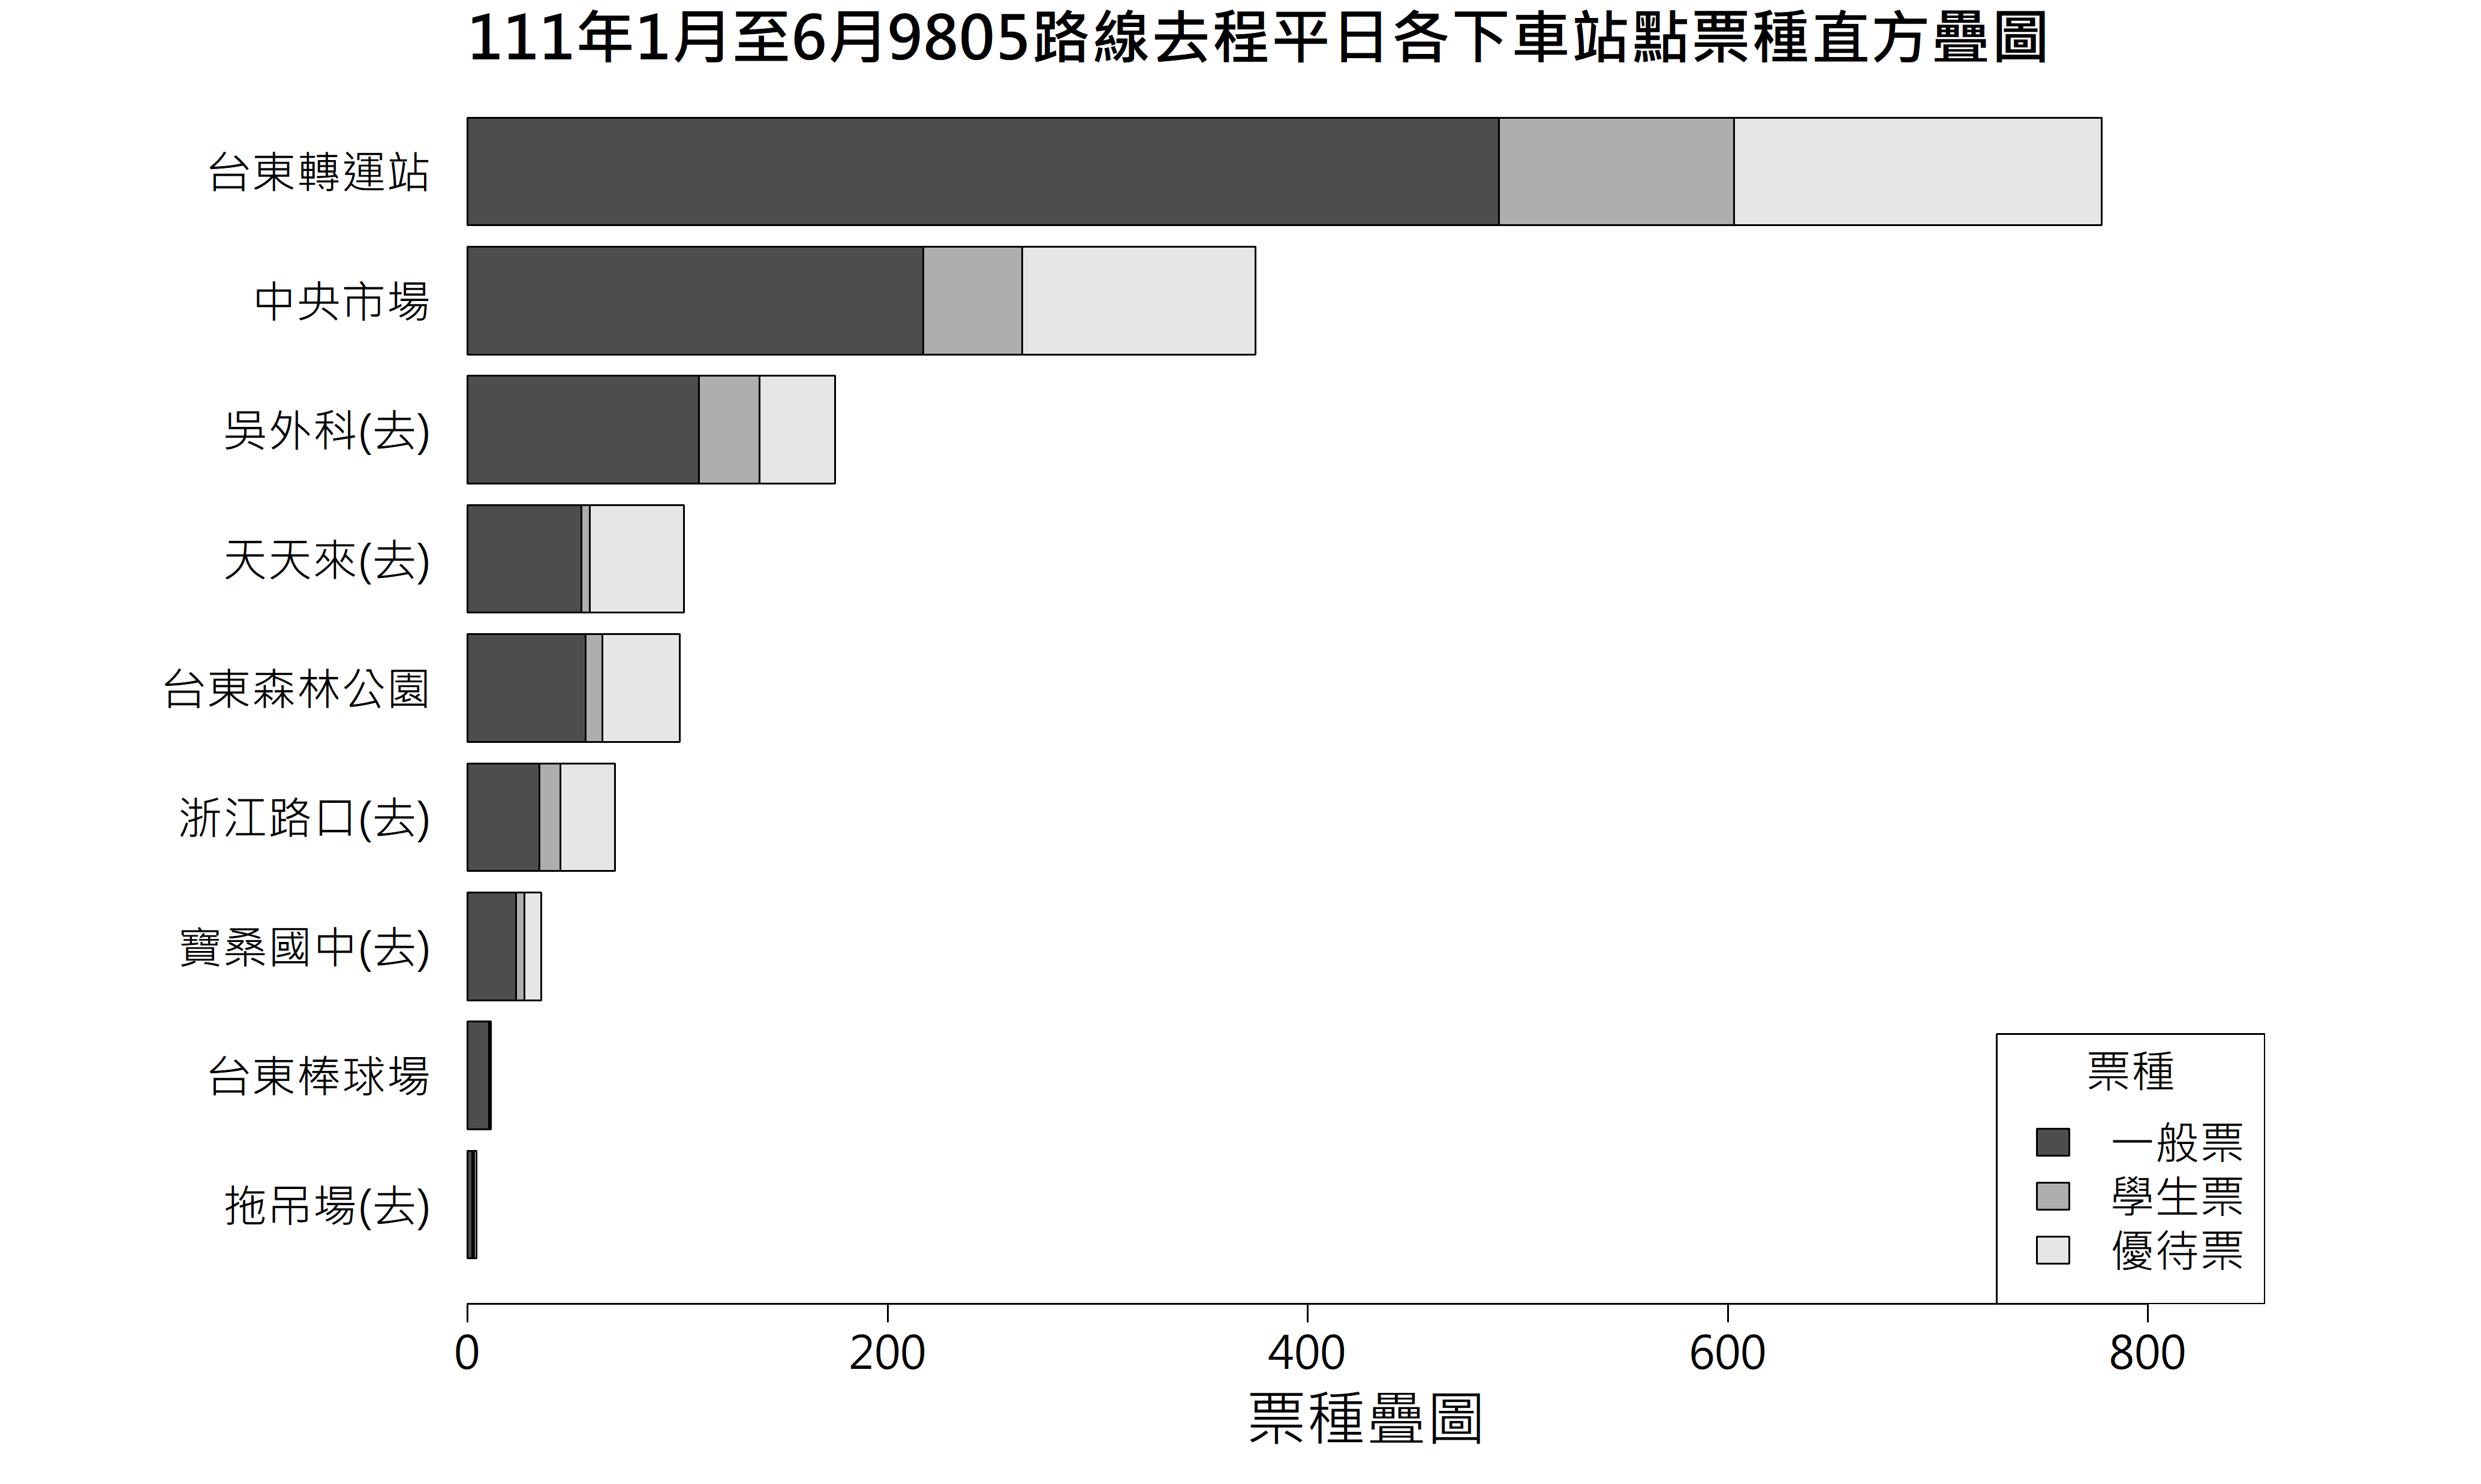 111年1月至6月9805路線去程平日各下車站點票種直方疊圖
台東轉運站
中央市場
吳外科(去)
天天來(去)
台東森林公園
浙江路口(去)
寶桑國中(去)
台東棒球場
拖吊場(去)
票種
一般票
學生票
優待票
0 200 400 600 800
票種疊圖